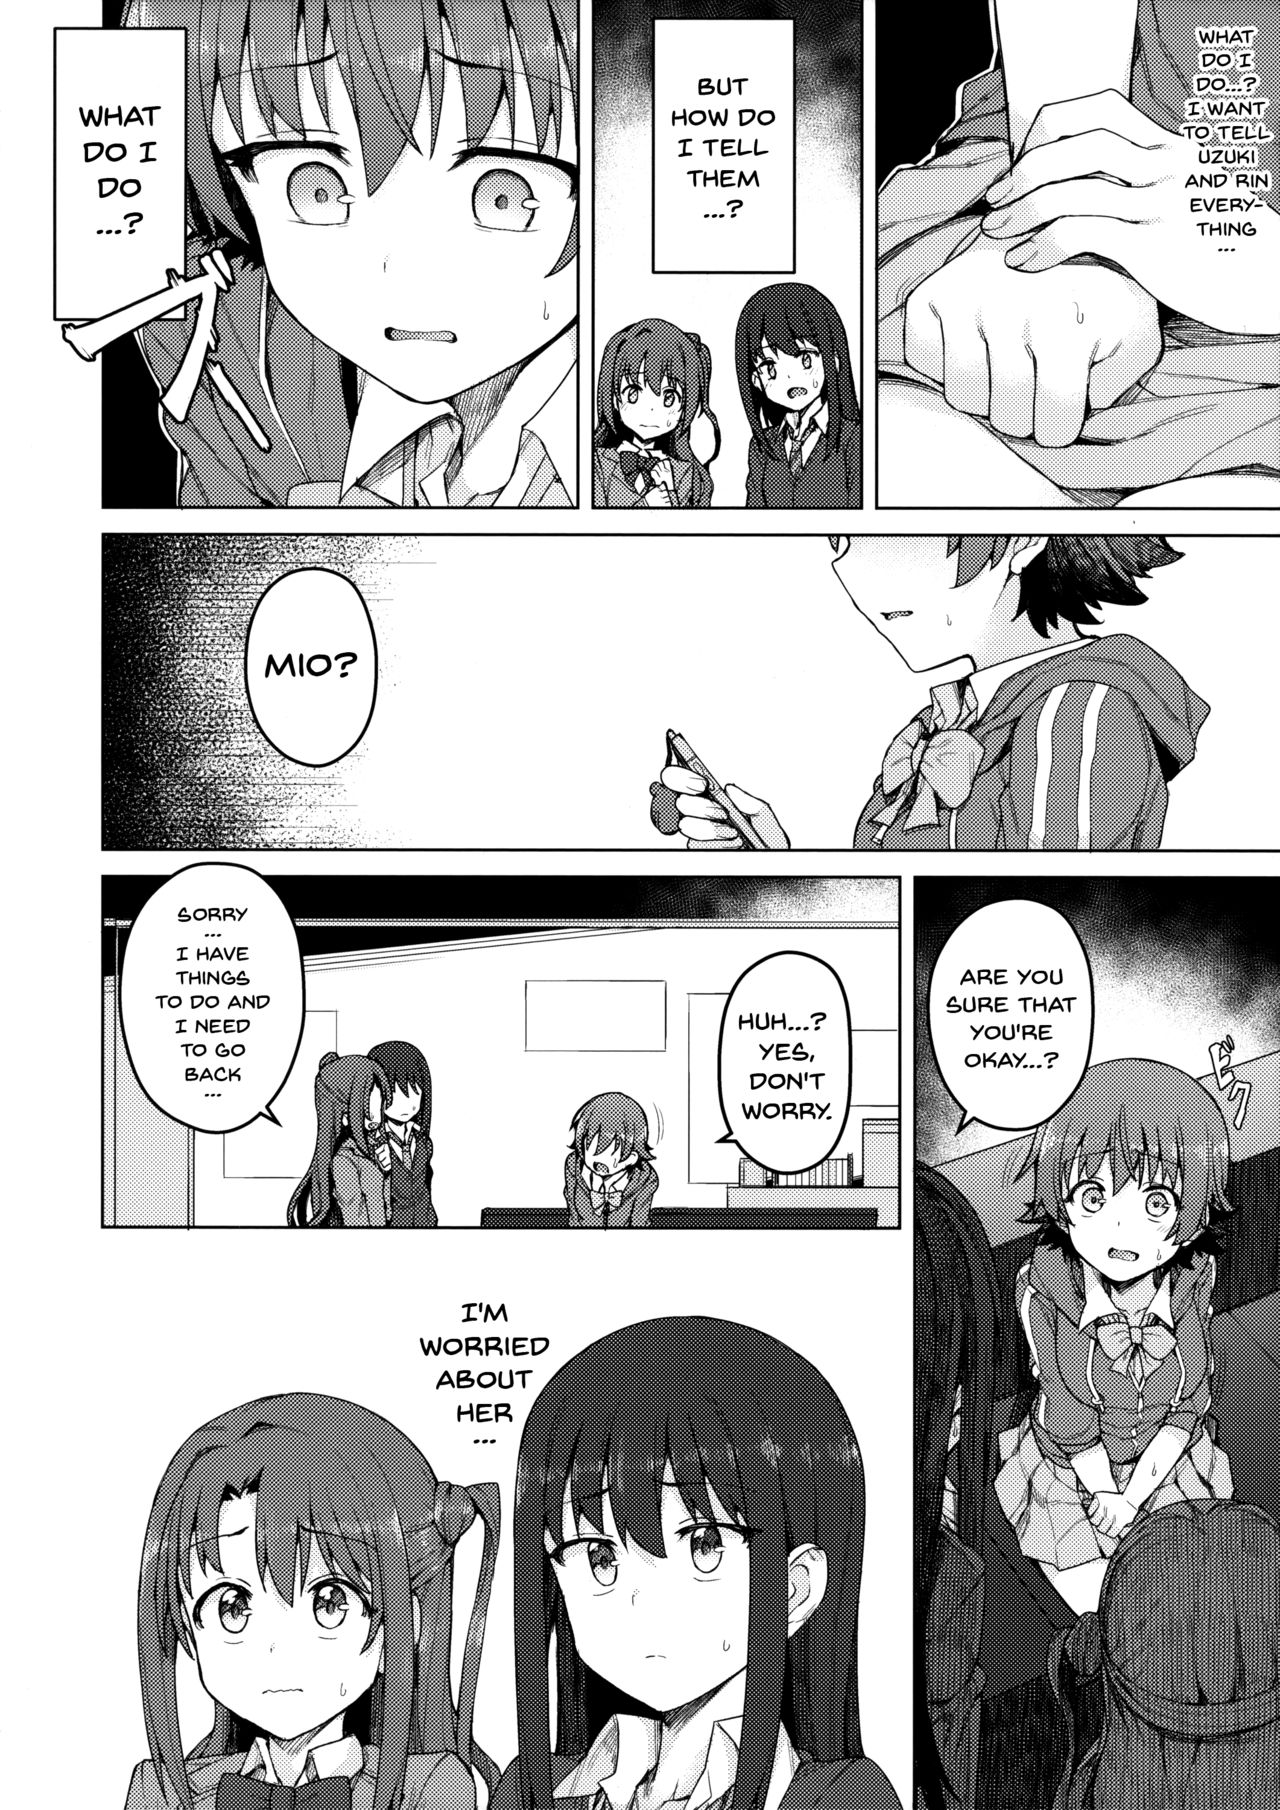 WHAT
DO I
DO...?
I WANT
TO TELL
UZUKI
AND RIN
EVERY-
THING
...
BUT
HOW DO
I TELL
THEM
...?
WHAT
DO I
DO
...?
MIO?
ARE YOU
SURE THAT
YOU'RE
OKAY...?
ビク
HUH...?
YES,
DON'T
WORRY.
SORRY
...
I HAVE
THINGS
TO DO AND
I NEED
TO GO
BACK
...
I'M
WORRIED
ABOUT
HER
...